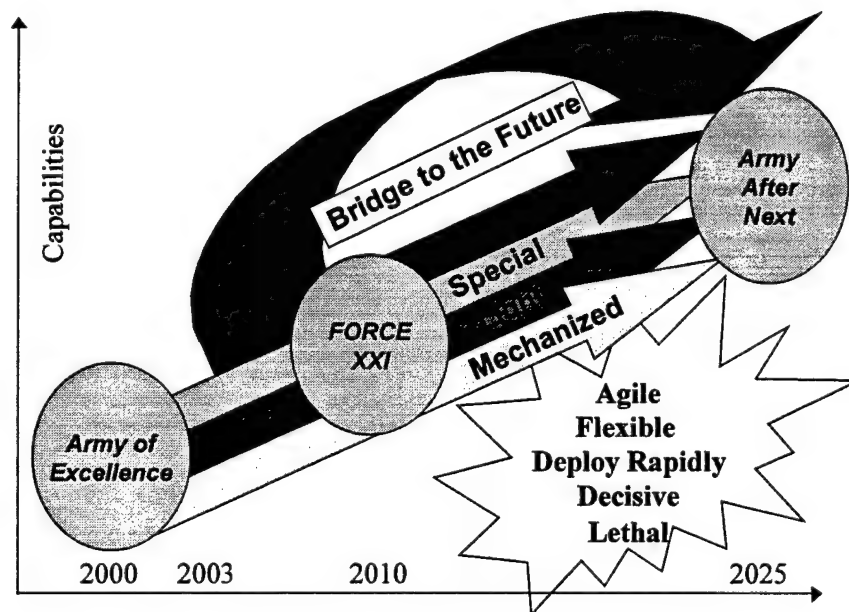 Capabilities
Bridge to the Future
Army
After
Next
Special
FORCE
XXI
Mechanized
Army of
Excellence
Agile
Flexible
Deploy Rapidly
Decisive
Lethal
2000 2003 2010 2025